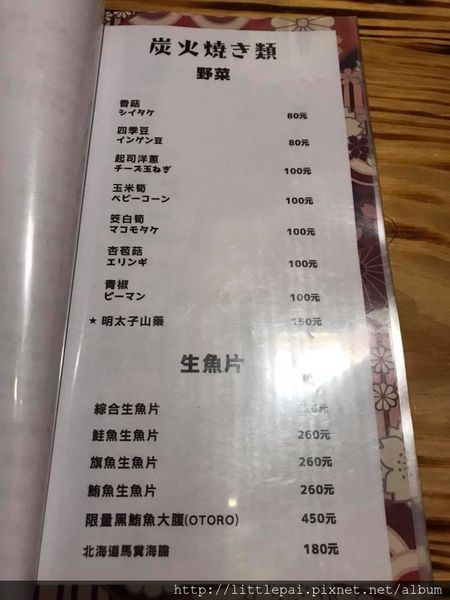 炭火焼き類
野菜
香菇
シイタケ 80元
四季豆
インゲン豆 80元
起司洋蔥
チーズ玉ねぎ 100元
玉米筍
ベビーコーン 100元
筊白筍
マコモタケ 100元
杏苞菇
エリンギ 100元
青椒
ピーマン 100元
★明太子山藥 150元
生魚片
綜合生魚片
鮭魚生魚片 260元
旗魚生魚片 260元
鮪魚生魚片 260元
限量黑鮪魚大腹(OTORO) 450元
北海道馬糞海膽 180元
http://littlepai.pixnet.net/album